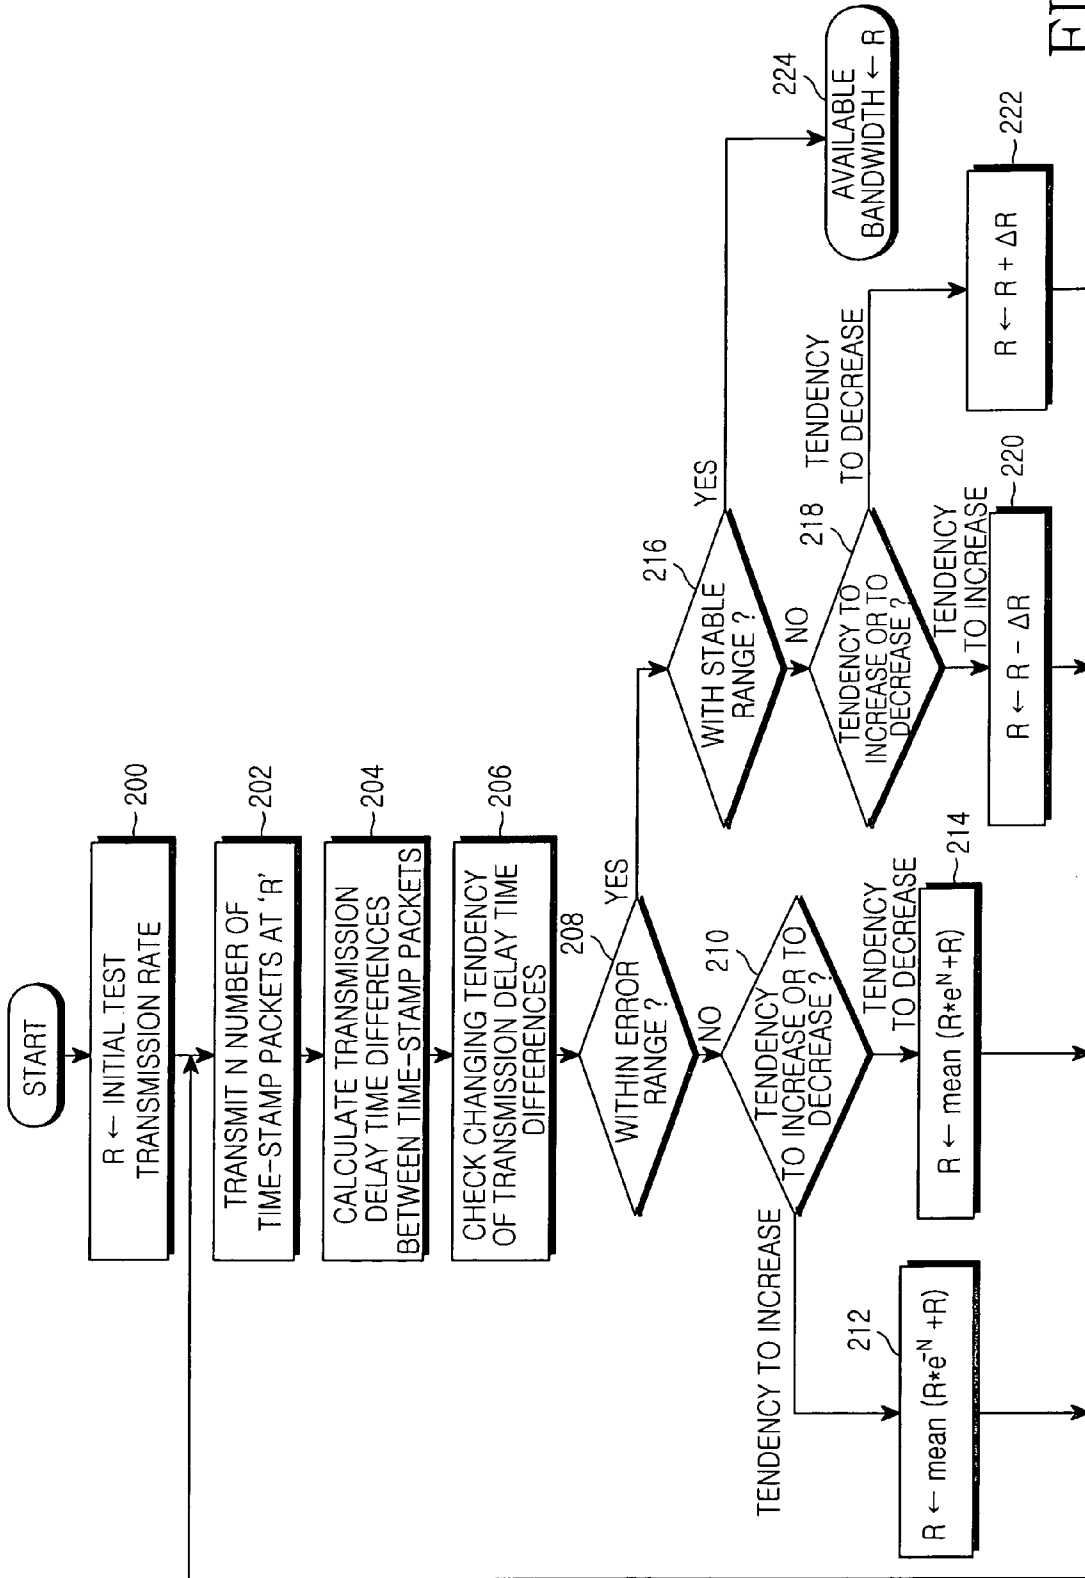 START
200
R ← INITIAL TEST
TRANSMISSION RATE
202
TRANSMIT N NUMBER OF
TIME-STAMP PACKETS AT 'R'
204
CALCULATE TRANSMISSION
DELAY TIME DIFFERENCES
BETWEEN TIME-STAMP PACKETS
206
CHECK CHANGING TENDENCY
OF TRANSMISSION DELAY TIME
DIFFERENCES
208
WITHIN ERROR
RANGE ?
YES
NO
210
TENDENCY
TO INCREASE OR TO
DECREASE ?
TENDENCY TO INCREASE
TENDENCY
TO DECREASE
212
R ← mean (R*e^-N +R)
214
R ← mean (R*e^N+R)
216
WITH STABLE
RANGE ?
YES
NO
218
TENDENCY TO
INCREASE OR TO
DECREASE ?
TENDENCY
TO INCREASE
TENDENCY
TO DECREASE
220
R ← R - ΔR
222
R ← R + ΔR
224
AVAILABLE
BANDWIDTH ← R